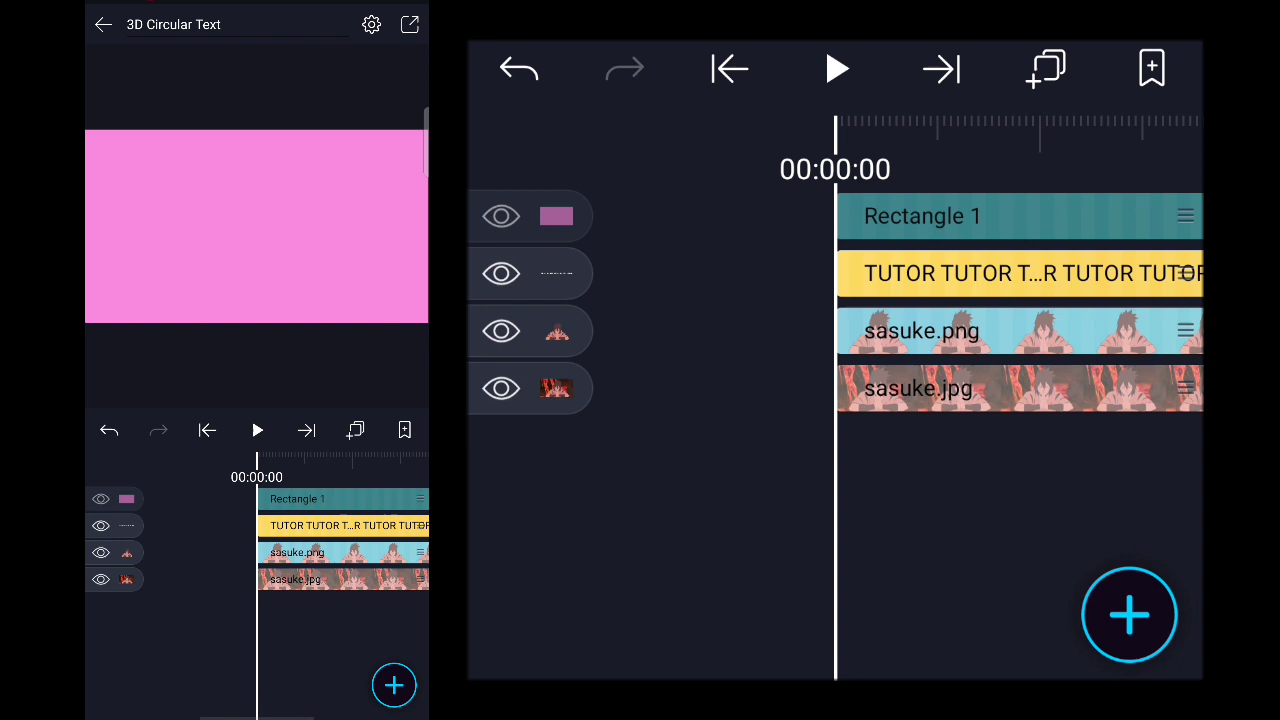 3D Circular Text
00:00:00
Rectangle 1
TUTOR TUTOR T...R TUTOR TUTOR
sasuke.png
sasuke.jpg
00:00:00
Rectangle 1
TUTOR TUTOR T...R TUTOR TUTOR
sasuke.png
sasuke.jpg